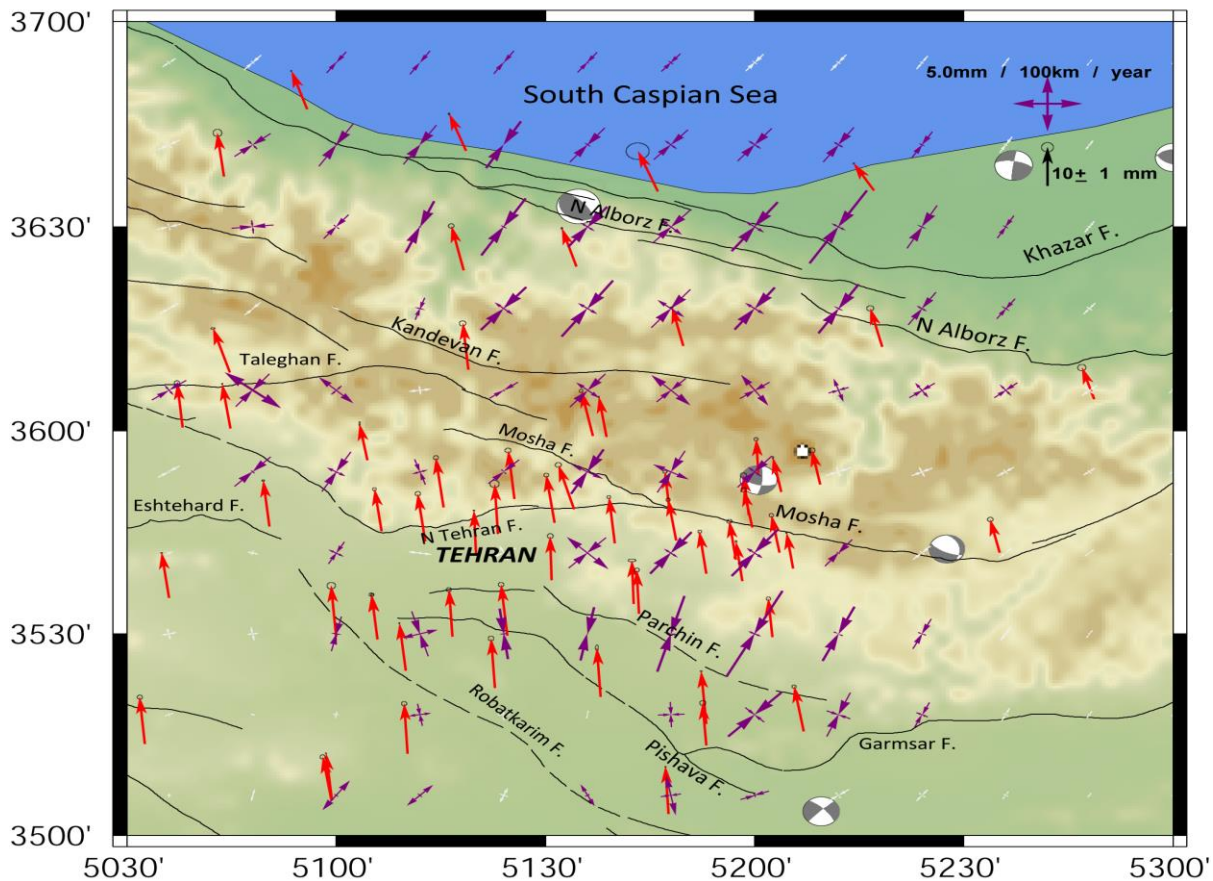 3700'
5.0mm / 100km / year
South Caspian Sea
10± 1 mm
3630'
N Alborz F.
Khazar F.
N Alborz F.
Kandevan F.
Taleghan F.
3600'
Mosha F.
Eshtehard F.
Mosha F.
N Tehran F.
TEHRAN
Parchin F.
3530'
Robatkarim F.
Pishava F.
Garmsar F.
3500'
5030' 5100' 5130' 5200' 5230' 5300'